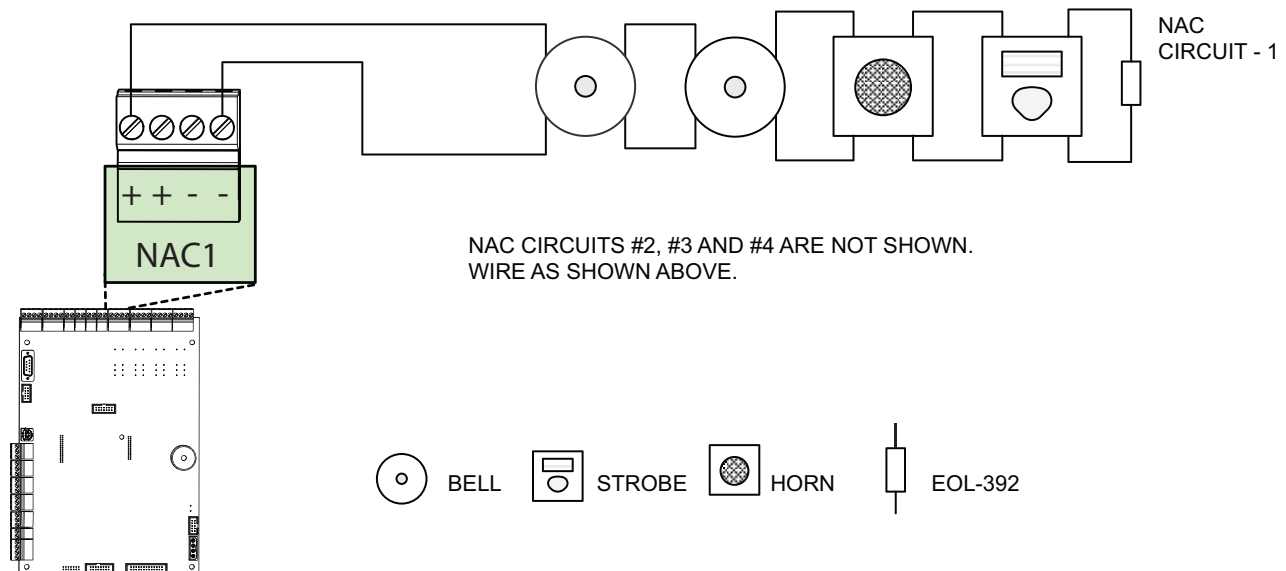 NAC
CIRCUIT - 1
+ + - -
NAC1
NAC CIRCUITS #2, #3 AND #4 ARE NOT SHOWN.
WIRE AS SHOWN ABOVE.
BELL
STROBE
HORN
EOL-392